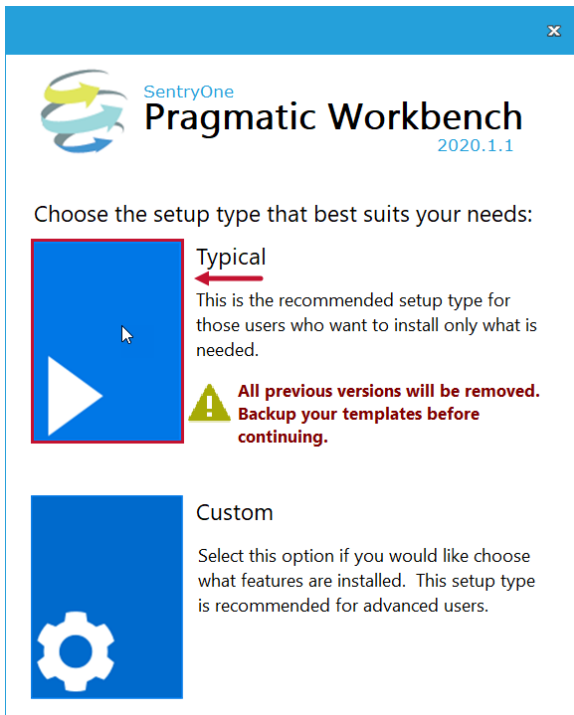 SentryOne
Pragmatic Workbench
2020.1.1
Choose the setup type that best suits your needs:
Typical
This is the recommended setup type for
those users who want to install only what is
needed.
All previous versions will be removed.
Backup your templates before
continuing.
Custom
Select this option if you would like choose
what features are installed.  This setup type
is recommended for advanced users.